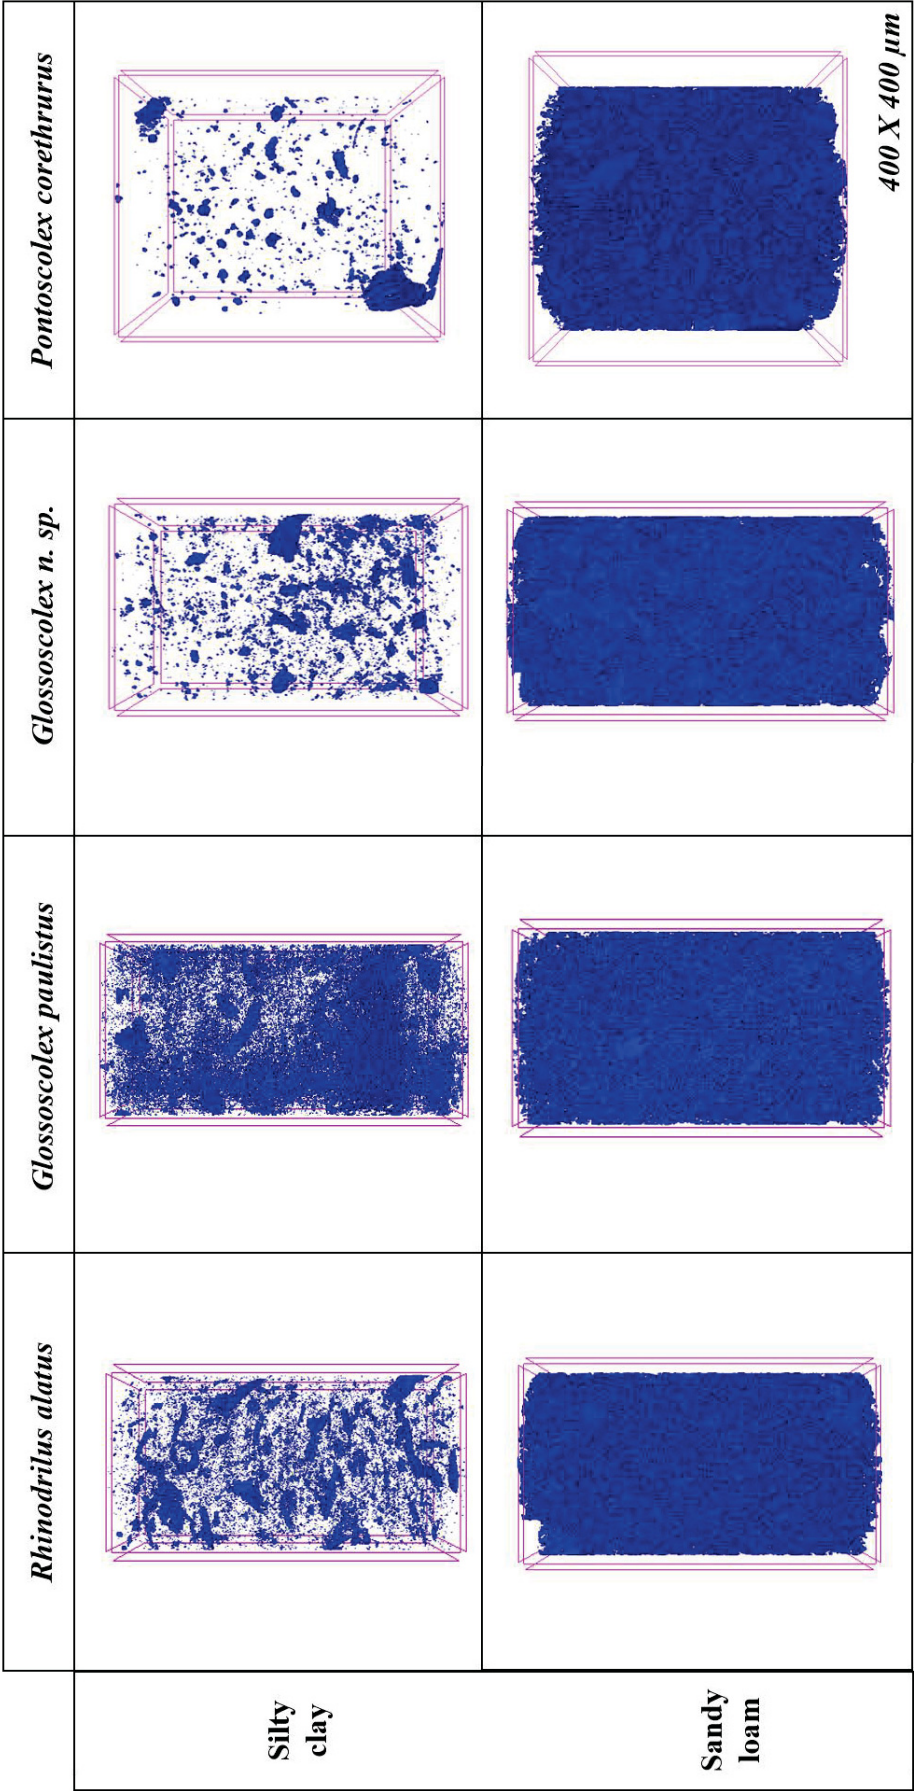 Rhinodrilus alatus
Glossoscolex paulistus
Glossoscolex n. sp.
Pontoscolex corethrurus
Silty
clay
Sandy
loam
400 X 400 µm